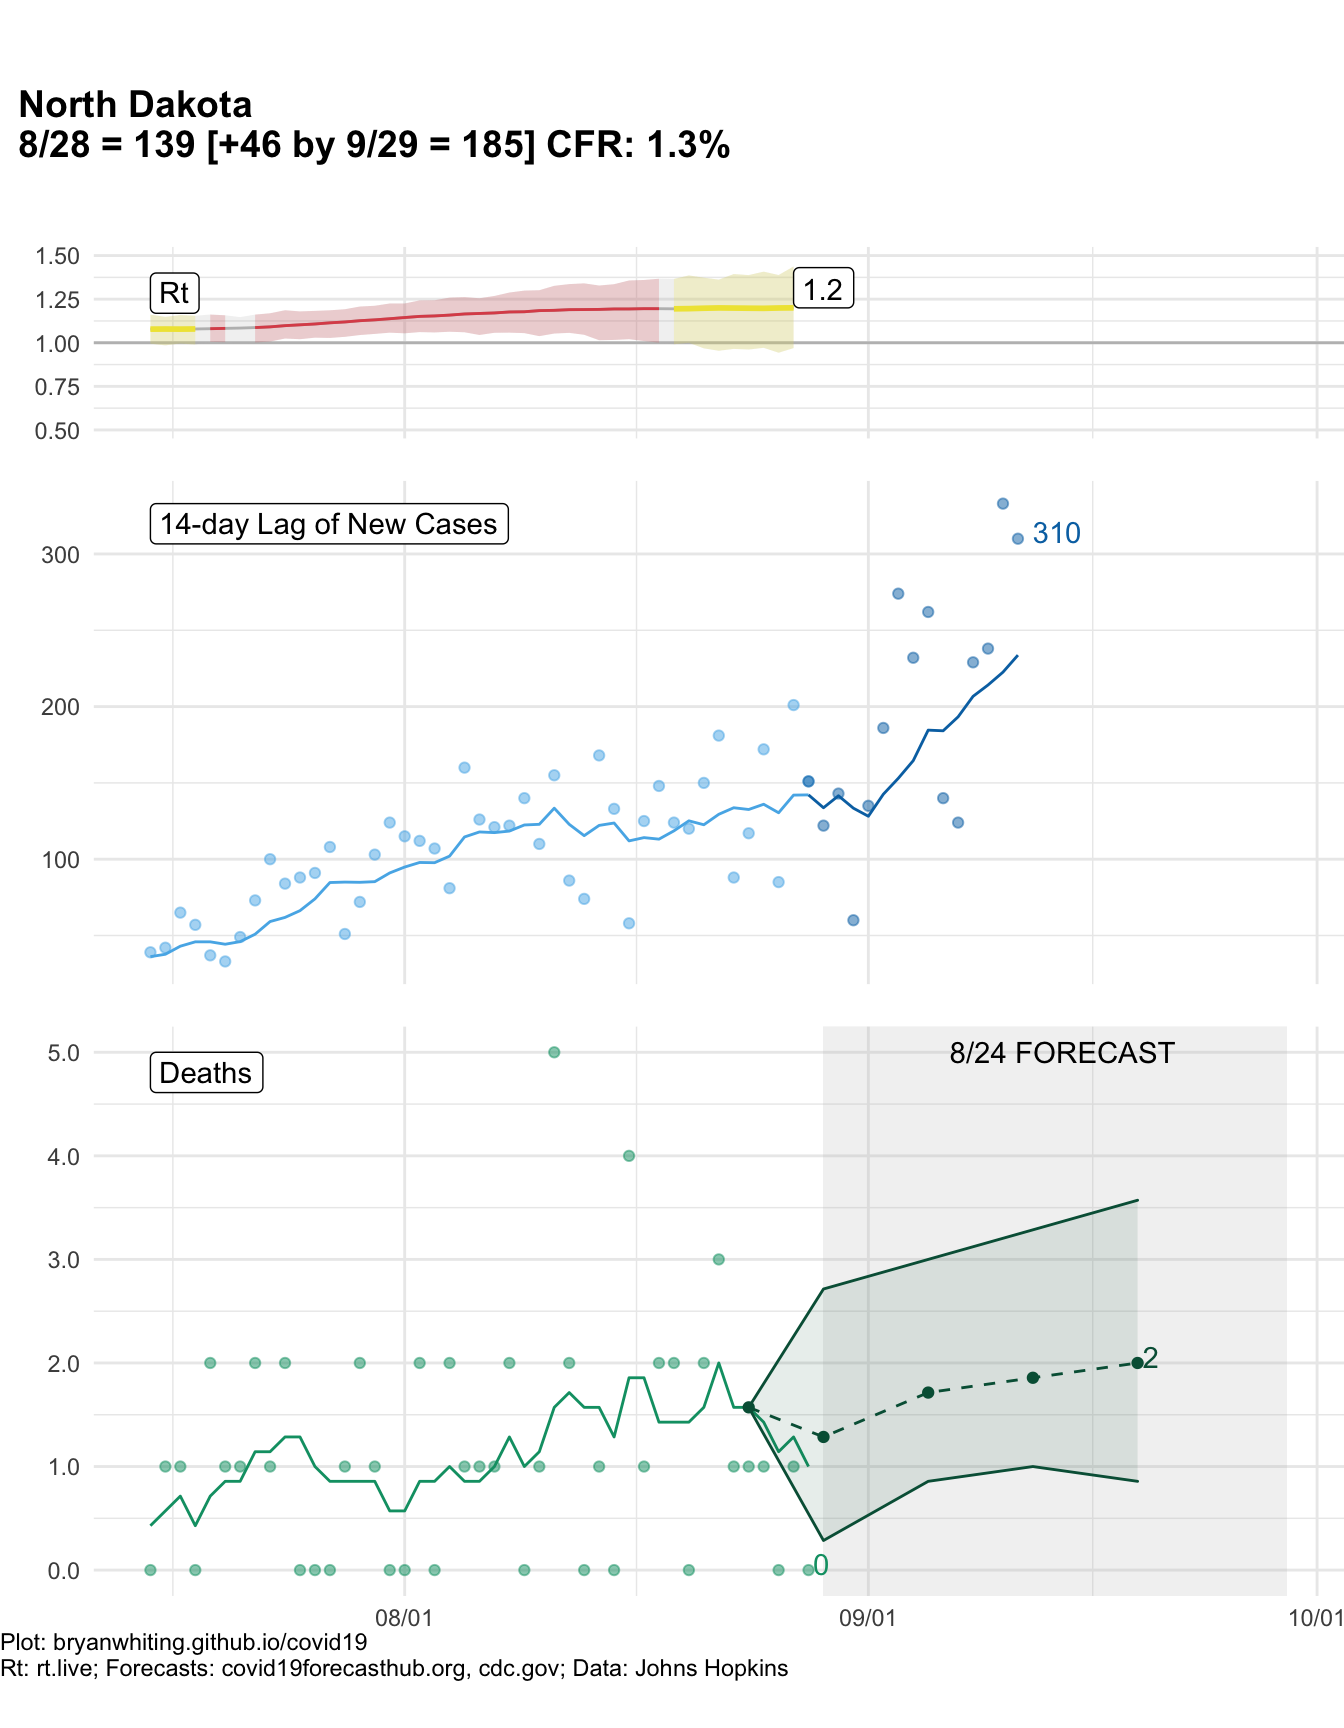 North Dakota
8/28 = 139 [+46 by 9/29 = 185] CFR: 1.3%
1.50
1.25
1.00
0.75
0.50
Rt
1.2
14-day Lag of New Cases
310
300
200
100
5.0
4.0
3.0
2.0
1.0
0.0
Deaths
8/24 FORECAST
2
0
08/01
09/01
10/01
Plot: bryanwhiting.github.io/covid19
Rt: rt.live; Forecasts: covid19forecasthub.org, cdc.gov; Data: Johns Hopkins